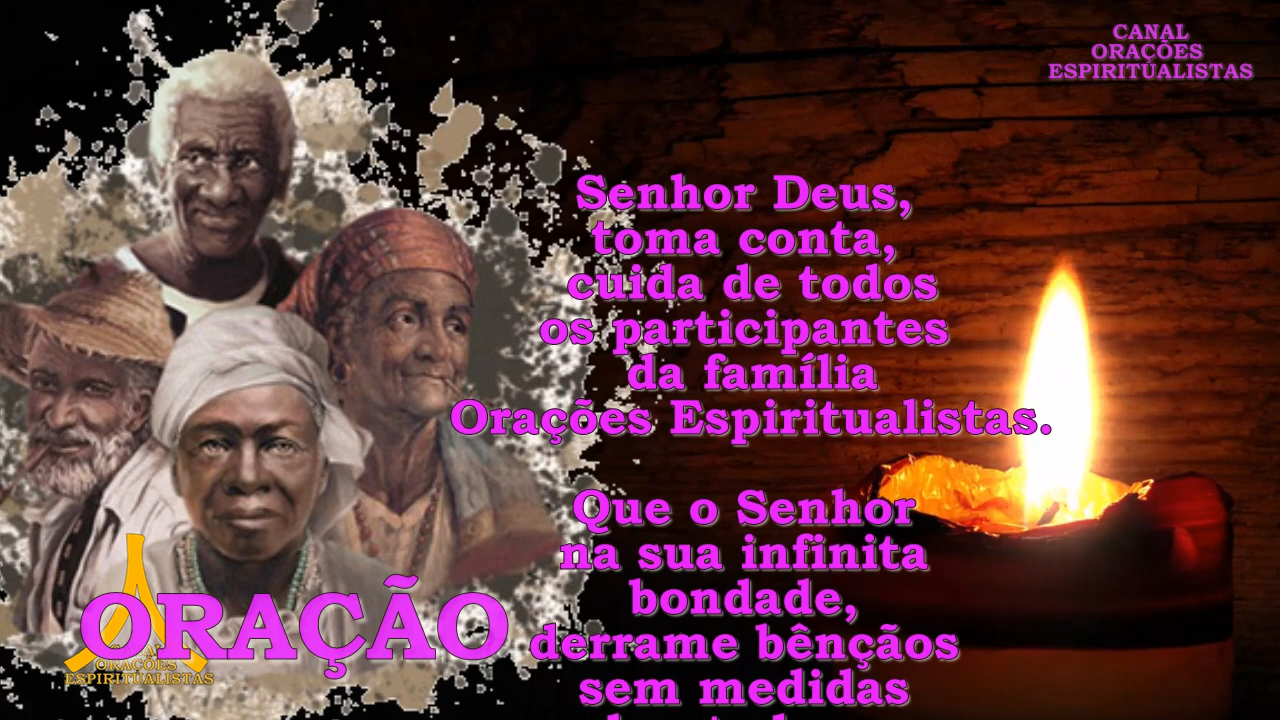 CANAL
ORAÇÕES
ESPIRITUALISTAS
Senhor Deus,
toma conta,
cuida de todos
os participantes
da família
Orações Espiritualistas.
Que o Senhor
na sua infinita
bondade,
derrame bênçãos
sem medidas
ORAÇÃO
ORAÇÕES
ESPIRITUALISTAS